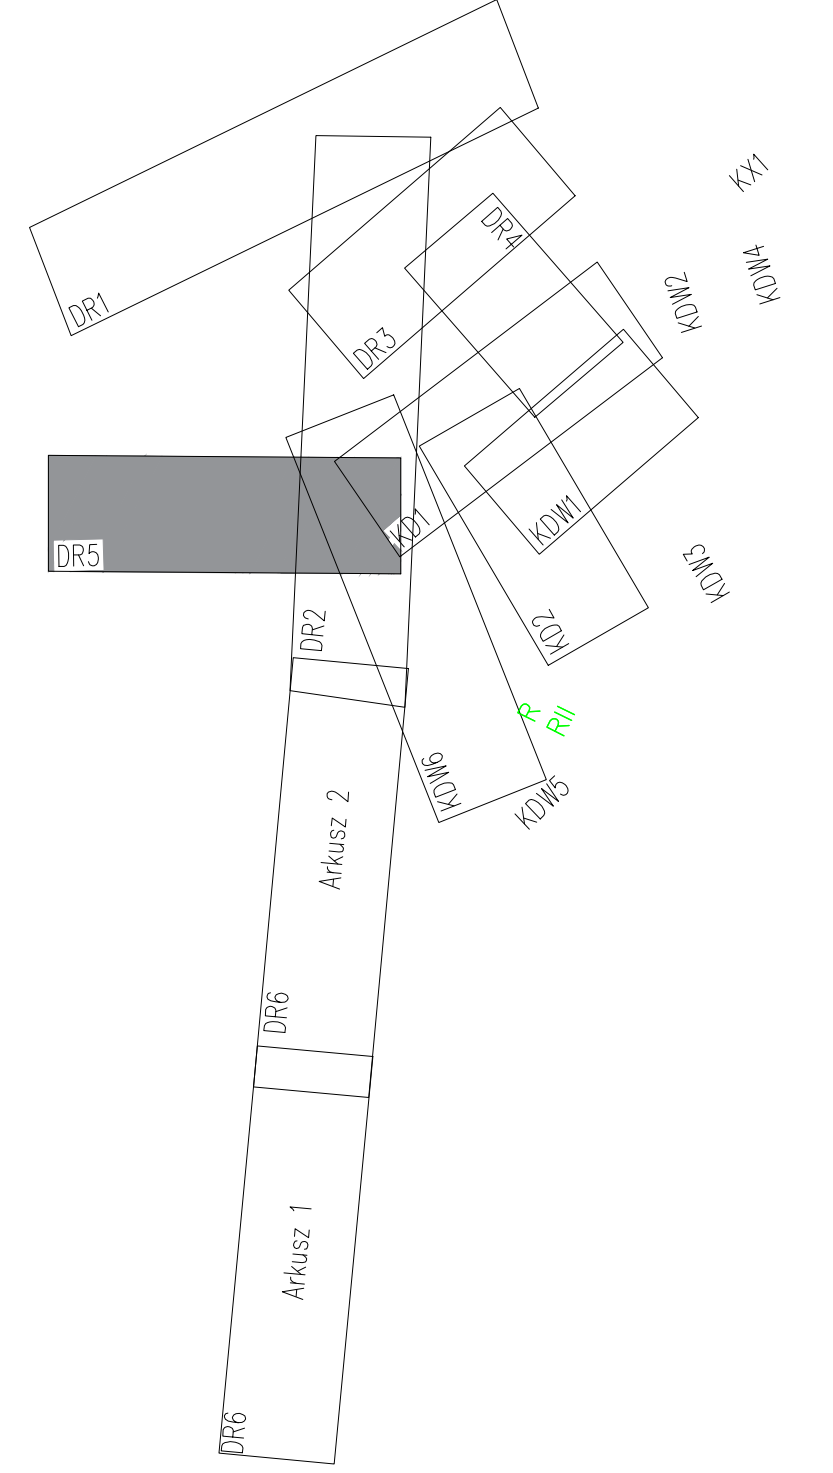 KX1
DR4
KDW4
KDW2
DR1
DR3
KDW1
KD1
DR5
KDW3
DR2
KD2
R
RII
KDW6
KDW5
Arkusz 2
DR6
Arkusz 1
DR6